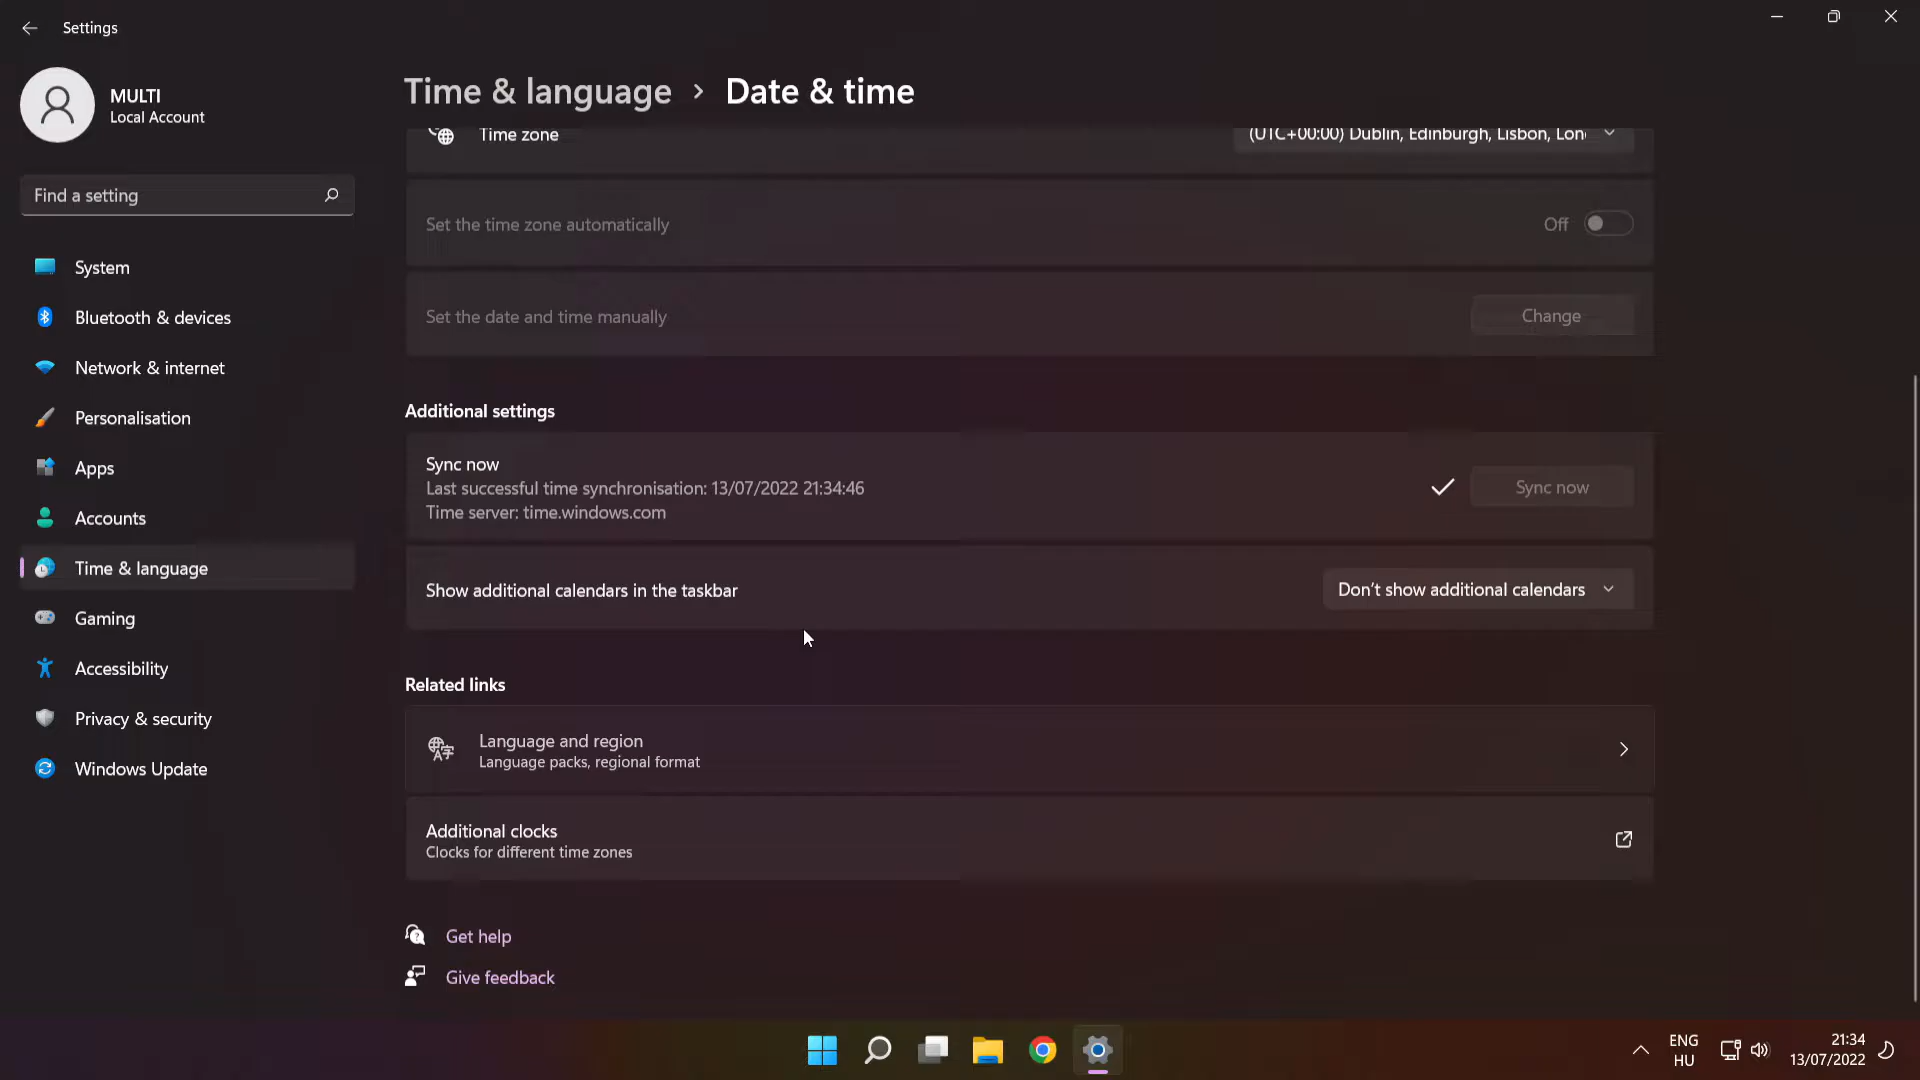 Settings
MULTI
Local Account
Find a setting
System
Bluetooth & devices
Network & internet
Personalisation
Apps
Accounts
Time & language
Gaming
Accessibility
Privacy & security
Windows Update
Time & language › Date & time
Time zone
(UTC+00:00) Dublin, Edinburgh, Lisbon, Lon
Set the time zone automatically
Off
Set the date and time manually
Change
Additional settings
Sync now
Last successful time synchronisation: 13/07/2022 21:34:46
Time server: time.windows.com
Sync now
Show additional calendars in the taskbar
Don't show additional calendars
Related links
Language and region
Language packs, regional format
Additional clocks
Clocks for different time zones
Get help
Give feedback
ENG
HU
21:34
13/07/2022